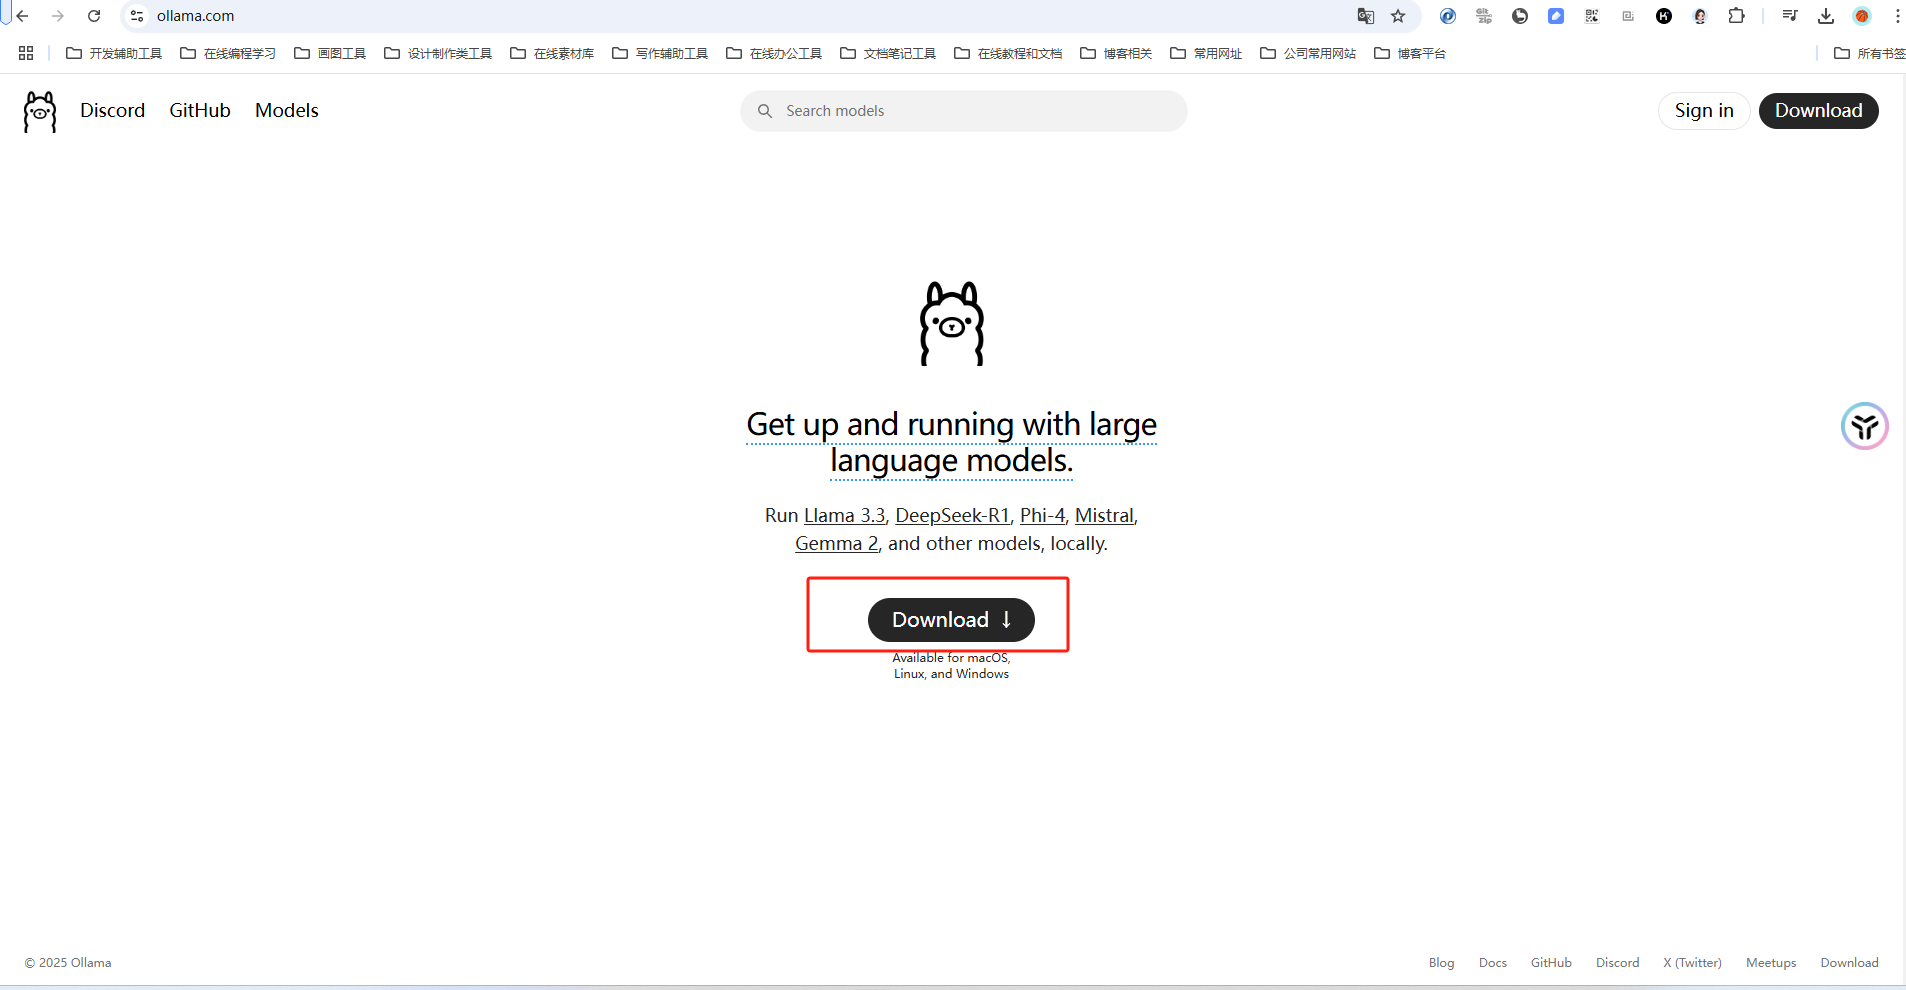 ollama.com
开发辅助工具 在线编程学习 画图工具 设计制作类工具 在线素材库 写作辅助工具 在线办公工具 文档笔记工具 在线教程和文档 博客相关 常用网址 公司常用网站 博客平台 所有书签
Discord GitHub Models Search models Sign in Download
Get up and running with large
language models.
Run Llama 3.3, DeepSeek-R1, Phi-4, Mistral,
Gemma 2, and other models, locally.
Download ↓
Available for macOS,
Linux, and Windows
© 2025 Ollama Blog Docs GitHub Discord X (Twitter) Meetups Download